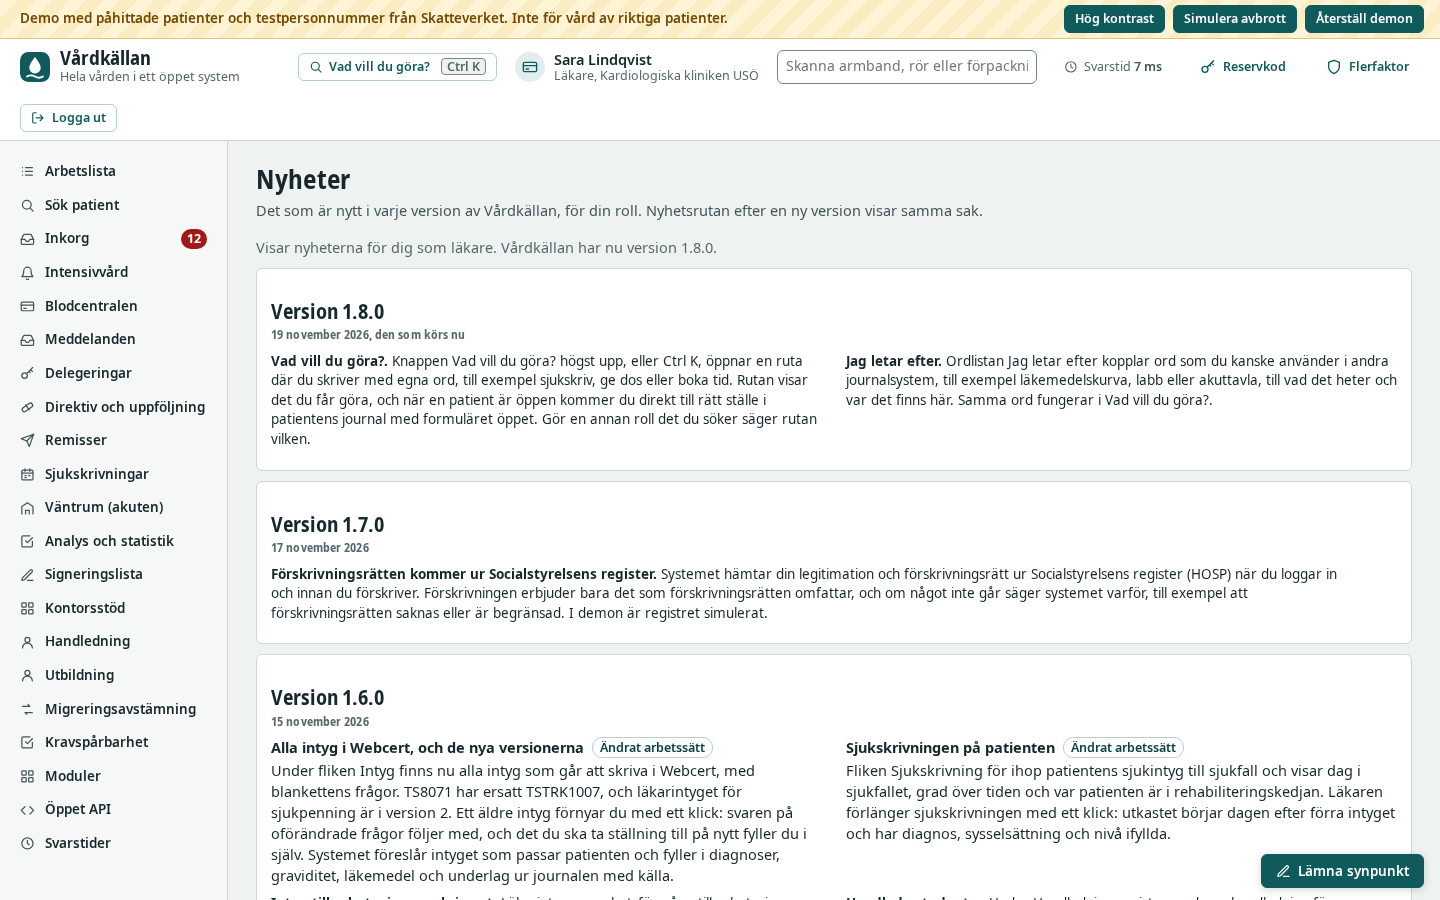 Demo med påhittade patienter och testpersonnummer från Skatteverket. Inte för vård av riktiga patienter.
Hög kontrast
Simulera avbrott
Återställ demon
Vårdkällan
Hela vården i ett öppet system
Vad vill du göra? Ctrl K
Sara Lindqvist
Läkare, Kardiologiska kliniken USÖ
Skanna armband, rör eller förpackni
Svarstid 7 ms
Reservkod
Flerfaktor
Logga ut
Arbetslista
Sök patient
Inkorg 12
Intensivvård
Blodcentralen
Meddelanden
Delegeringar
Direktiv och uppföljning
Remisser
Sjukskrivningar
Väntrum (akuten)
Analys och statistik
Signeringslista
Kontorsstöd
Handledning
Utbildning
Migreringsavstämning
Kravspårbarhet
Moduler
Öppet API
Svarstider
Nyheter
Det som är nytt i varje version av Vårdkällan, för din roll. Nyhetsrutan efter en ny version visar samma sak.
Visar nyheterna för dig som läkare. Vårdkällan har nu version 1.8.0.
Version 1.8.0
19 november 2026, den som körs nu
Vad vill du göra?. Knappen Vad vill du göra? högst upp, eller Ctrl K, öppnar en ruta
där du skriver med egna ord, till exempel sjukskriv, ge dos eller boka tid. Rutan visar
det du får göra, och när en patient är öppen kommer du direkt till rätt ställe i
patientens journal med formuläret öppet. Gör en annan roll det du söker säger rutan
vilken.
Jag letar efter. Ordlistan Jag letar efter kopplar ord som du kanske använder i andra
journalsystem, till exempel läkemedelskurva, labb eller akuttavla, till vad det heter och
var det finns här. Samma ord fungerar i Vad vill du göra?.
Version 1.7.0
17 november 2026
Förskrivningsrätten kommer ur Socialstyrelsens register. Systemet hämtar din legitimation och förskrivningsrätt ur Socialstyrelsens register (HOSP) när du loggar in
och innan du förskriver. Förskrivningen erbjuder bara det som förskrivningsrätten omfattar, och om något inte går säger systemet varför, till exempel att
förskrivningsrätten saknas eller är begränsad. I demon är registret simulerat.
Version 1.6.0
15 november 2026
Alla intyg i Webcert, och de nya versionerna Ändrat arbetssätt
Under fliken Intyg finns nu alla intyg som går att skriva i Webcert, med
blankettens frågor. TS8071 har ersatt TSTRK1007, och läkarintyget för
sjukpenning är i version 2. Ett äldre intyg förnyar du med ett klick: svaren på
oförändrade frågor följer med, och det du ska ta ställning till på nytt fyller du i
själv. Systemet föreslår intyget som passar patienten och fyller i diagnoser,
graviditet, läkemedel och underlag ur journalen med källa.
Sjukskrivningen på patienten Ändrat arbetssätt
Fliken Sjukskrivning för ihop patientens sjukintyg till sjukfall och visar dag i
sjukfallet, grad över tiden och var patienten är i rehabiliteringskedjan. Läkaren
förlänger sjukskrivningen med ett klick: utkastet börjar dagen efter förra intyget
och har diagnos, sysselsättning och nivå ifyllda.
Lämna synpunkt